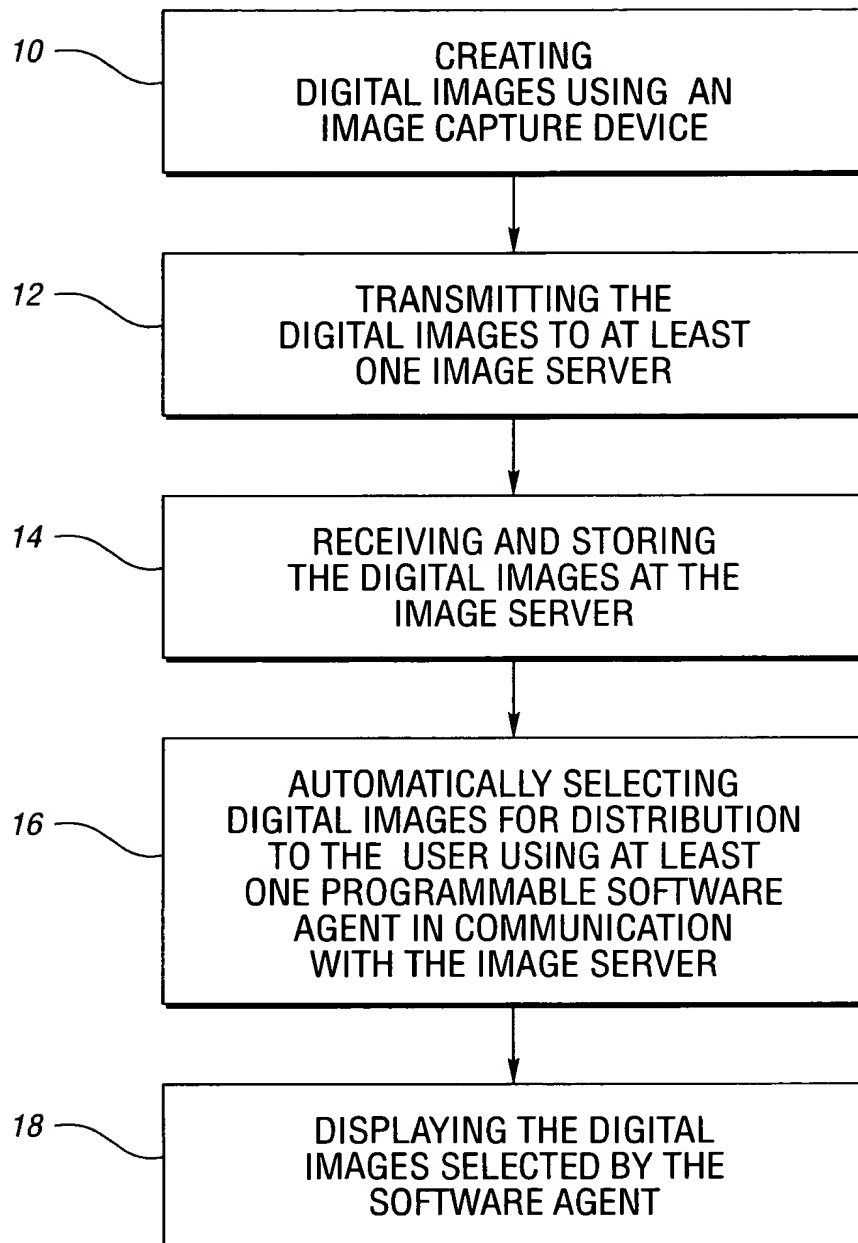 10
CREATING
DIGITAL IMAGES USING AN
IMAGE CAPTURE DEVICE
12
TRANSMITTING THE
DIGITAL IMAGES TO AT LEAST
ONE IMAGE SERVER
14
RECEIVING AND STORING
THE DIGITAL IMAGES AT THE
IMAGE SERVER
16
AUTOMATICALLY SELECTING
DIGITAL IMAGES FOR DISTRIBUTION
TO THE USER USING AT LEAST
ONE PROGRAMMABLE SOFTWARE
AGENT IN COMMUNICATION
WITH THE IMAGE SERVER
18
DISPLAYING THE DIGITAL
IMAGES SELECTED BY THE
SOFTWARE AGENT